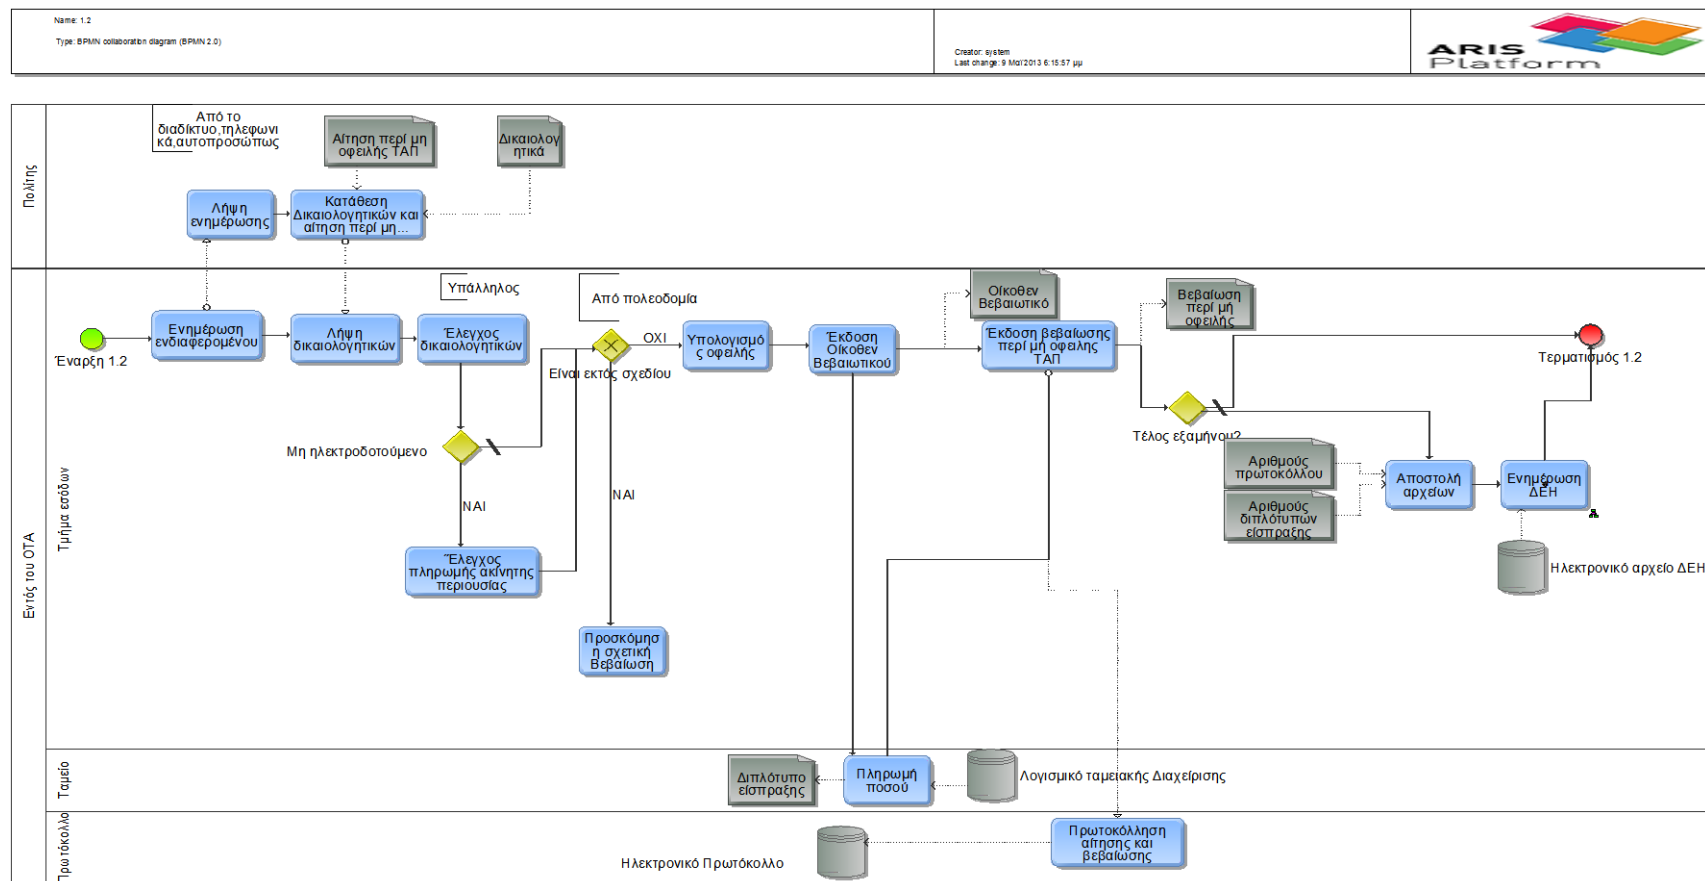 Name: 1.2
Type: BPMN collaboration diagram (BPMN 2.0)
Creator: system
Last change: 9 Μαϊ 2013 6:15:57 μμ
ARIS
Platform
Πολίτης
Από το
διαδίκτυο,τηλεφωνι
κά,αυτοπροσώπως
Αίτηση περί μη
οφειλής ΤΑΠ
Δικαιολογ
ητικά
Λήψη
ενημέρωσης
Κατάθεση
Δικαιολογητικών και
αίτηση περί μη...
Εντός του ΟΤΑ
Τμήμα εσόδων
Υπάλληλος
Από πολεοδομία
Οίκοθεν
Βεβαιωτικό
Βεβαίωση
περί μή
οφειλής
Έναρξη 1.2
Ενημέρωση
ενδιαφερομένου
Λήψη
δικαιολογητικών
Έλεγχος
δικαιολογητικών
Είναι εκτός σχεδίου
ΟΧΙ
Υπολογισμό
ς οφειλής
Έκδοση
Οίκοθεν
Βεβαιωτικού
Έκδοση βεβαίωσης
περί μή οφειλης
ΤΑΠ
Τερματισμός 1.2
Μη ηλεκτροδοτούμενο
ΝΑΙ
ΝΑΙ
Τέλος εξαμήνου?
Αριθμούς
πρωτοκόλλου
Αριθμούς
διπλότυπων
είσπραξης
Αποστολή
αρχείων
Ενημέρωση
ΔΕΗ
Ηλεκτρονικό αρχείο ΔΕΗ
Έλεγχος
πληρωμής ακίνητης
περιουσίας
Προσκόμησ
η σχετική
Βεβαίωση
Ταμείο
Διπλότυπο
είσπραξης
Πληρωμή
ποσού
Λογισμικό ταμειακής Διαχείρισης
Πρωτόκολλο
Ηλεκτρονικό Πρωτόκολλο
Πρωτοκόλληση
αίτησης και
βεβαίωσης